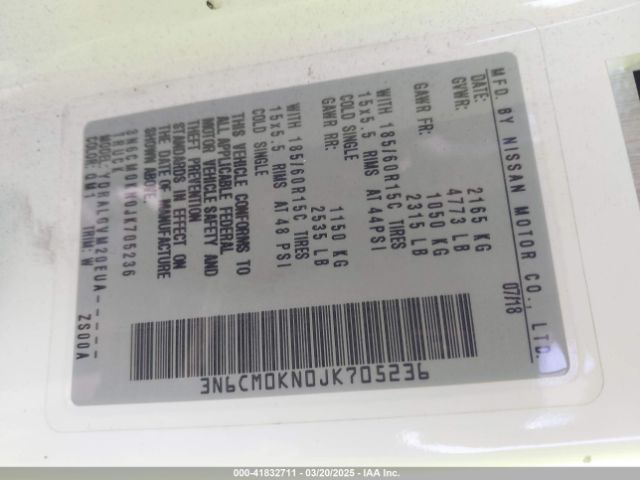 MFD. BY NISSAN MOTOR CO., LTD.
DATE: 07/18
GVWR: 2165 KG
4773 LB
GAWR FR: 1050 KG
2315 LB
WITH 185/60R15C TIRES
15x5.5 RIMS AT 44PSI
COLD SINGLE
GAWR RR: 1150 KG
2535 LB
WITH 185/60R15C TIRES
15x5.5 RIMS AT 48 PSI
COLD SINGLE
THIS VEHICLE CONFORMS TO
ALL APPLICABLE FEDERAL
MOTOR VEHICLE SAFETY AND
THEFT PREVENTION
STANDARDS IN EFFECT ON
THE DATE OF MANUFACTURE
SHOWN ABOVE.
3N6CM0KN0JK705236
TRUCK
COLOR: QM1 TRIM: W ZS00A
3N6CM0KN0JK705236
000-41832711 - 03/20/2025 - IAA Inc.